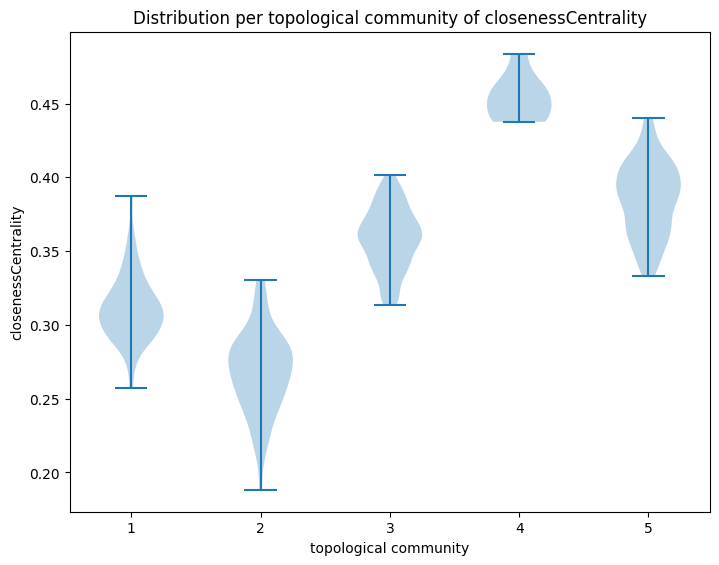 Distribution per topological community of closenessCentrality
closenessCentrality
0.45
0.40
0.35
0.30
0.25
0.20
1 2 3 4 5
topological community